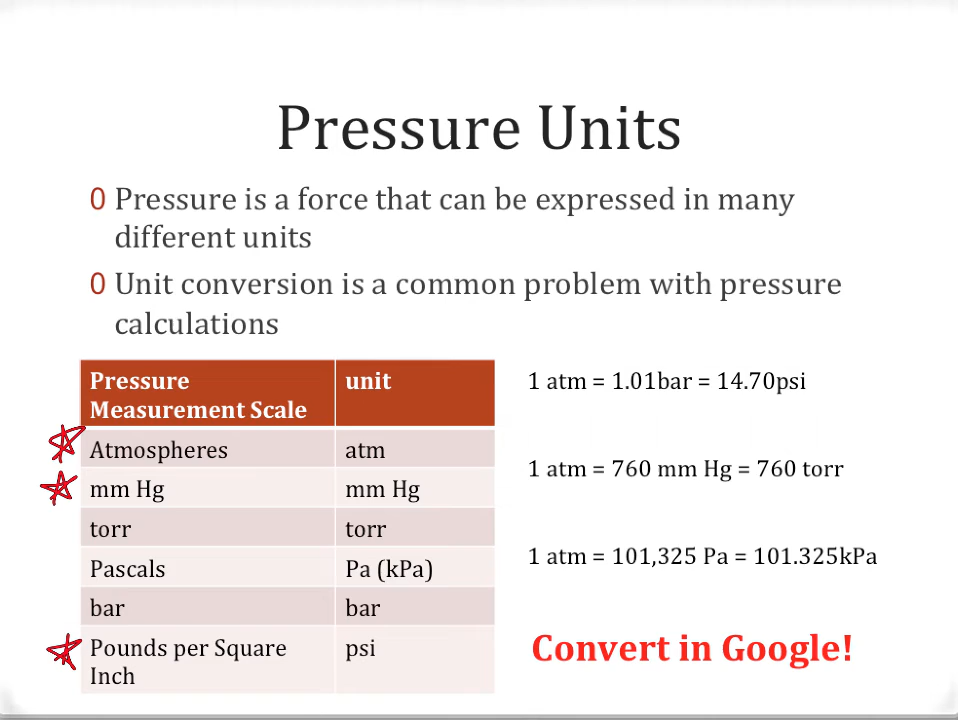 Pressure Units
0 Pressure is a force that can be expressed in many
different units
0 Unit conversion is a common problem with pressure
calculations
Pressure unit
Measurement Scale
Atmospheres atm
mm Hg mm Hg
torr torr
Pascals Pa (kPa)
bar bar
Pounds per Square psi
Inch
1 atm = 1.01bar = 14.70psi
1 atm = 760 mm Hg = 760 torr
1 atm = 101,325 Pa = 101.325kPa
Convert in Google!